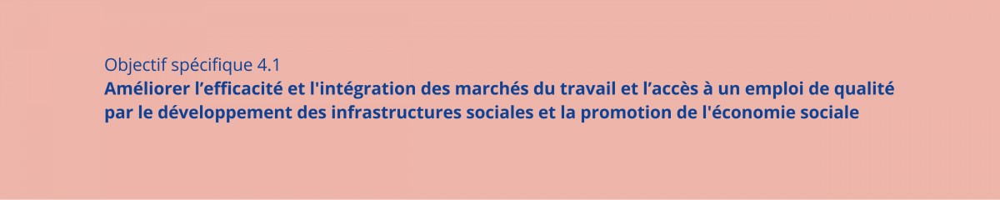 Objectif spécifique 4.1
Améliorer l’efficacité et l'intégration des marchés du travail et l’accès à un emploi de qualité
par le développement des infrastructures sociales et la promotion de l'économie sociale